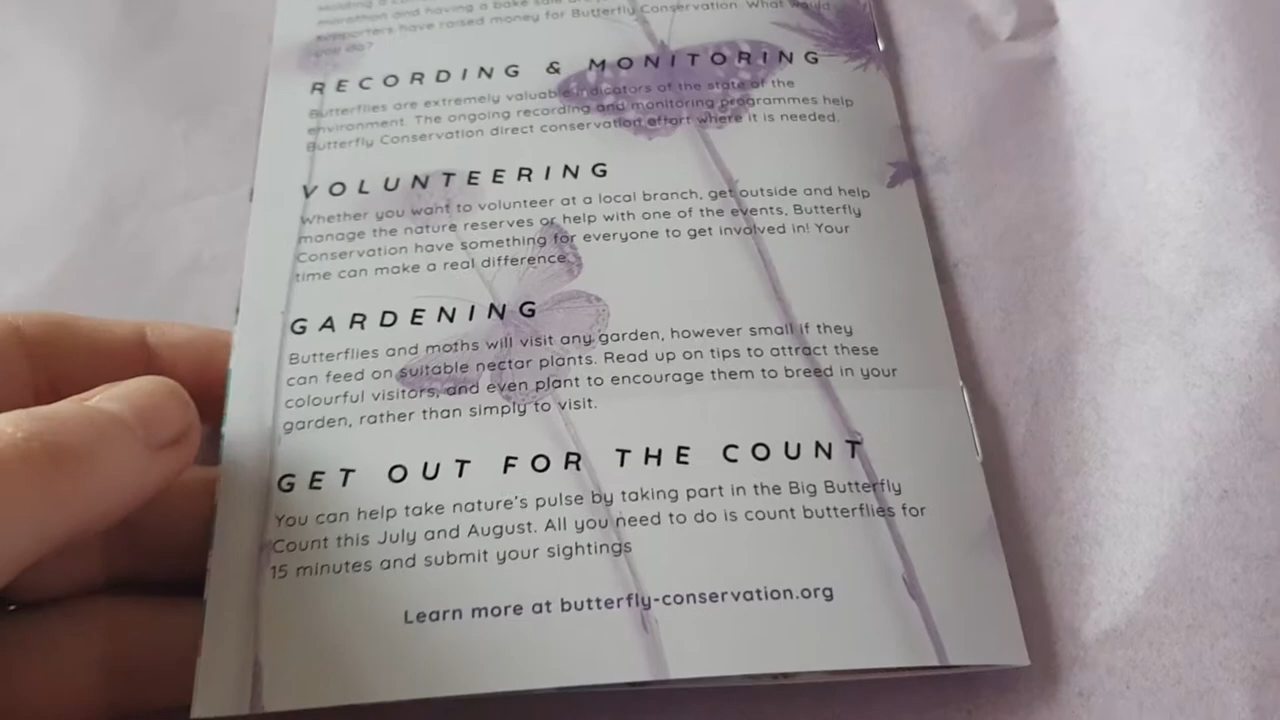 marathon and having a bake sale are
supporters have raised money for Butterfly Conservation. What would
you do?
RECORDING & MONITORING
Butterflies are extremely valuable indicators of the state of the
environment. The ongoing recording and monitoring programmes help
Butterfly Conservation direct conservation effort where it is needed.
VOLUNTEERING
Whether you want to volunteer at a local branch, get outside and help
manage the nature reserves or help with one of the events, Butterfly
Conservation have something for everyone to get involved in! Your
time can make a real difference.
GARDENING
Butterflies and moths will visit any garden, however small if they
can feed on suitable nectar plants. Read up on tips to attract these
colourful visitors, and even plant to encourage them to breed in your
garden, rather than simply to visit.
GET OUT FOR THE COUNT
You can help take nature's pulse by taking part in the Big Butterfly
Count this July and August. All you need to do is count butterflies for
15 minutes and submit your sightings
Learn more at butterfly-conservation.org